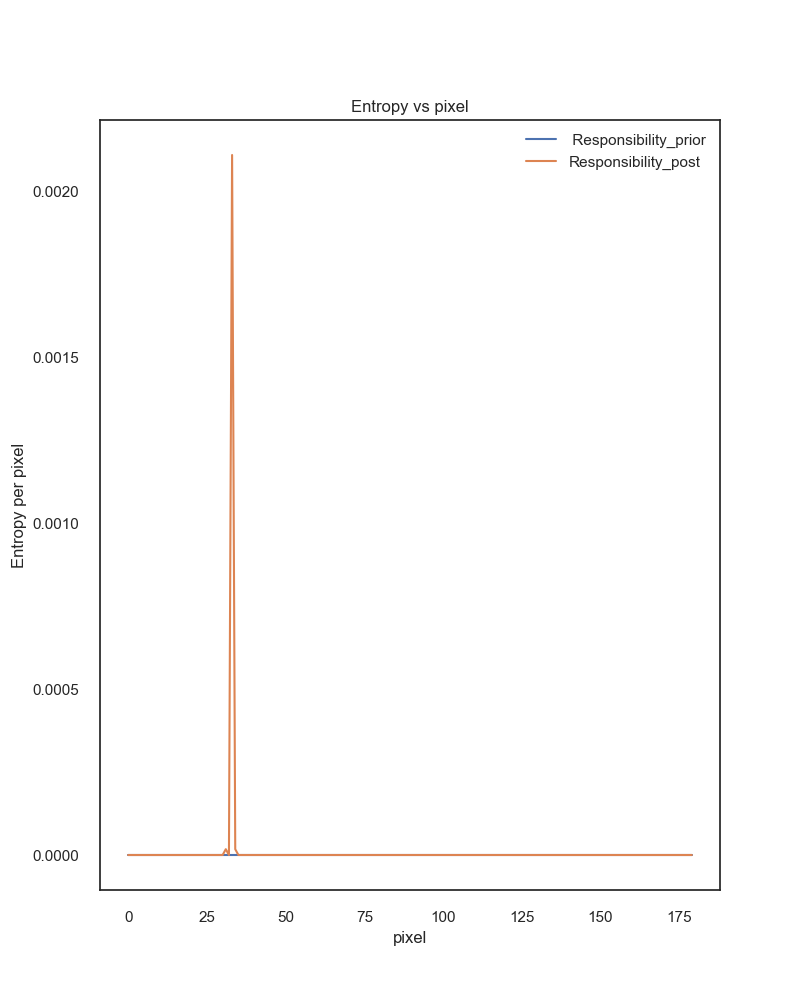 Entropy vs pixel
Responsibility_prior
Responsibility_post
0.0020
0.0015
0.0010
0.0005
0.0000
Entropy per pixel
0 25 50 75 100 125 150 175
pixel